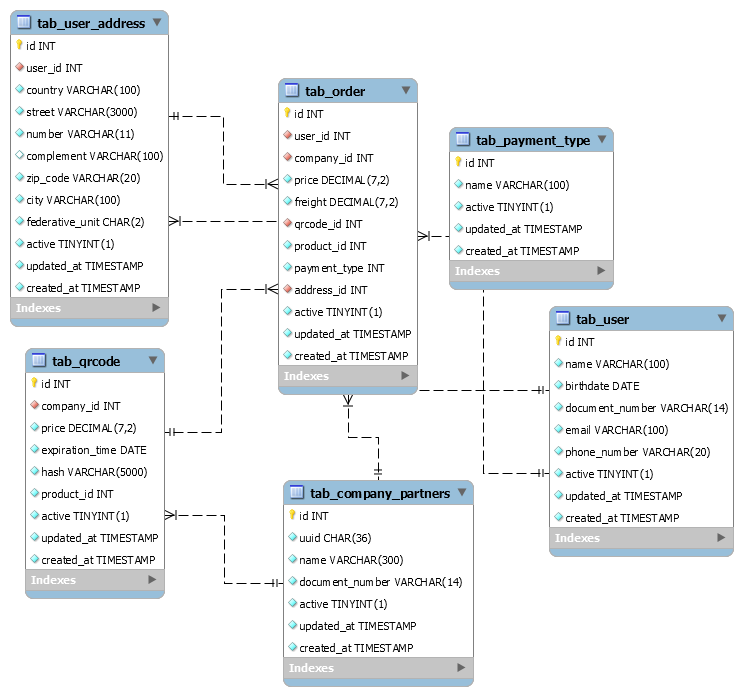 tab_user_address
id INT
user_id INT
country VARCHAR(100)
street VARCHAR(3000)
number VARCHAR(11)
complement VARCHAR(100)
zip_code VARCHAR(20)
city VARCHAR(100)
federative_unit CHAR(2)
active TINYINT(1)
updated_at TIMESTAMP
created_at TIMESTAMP
Indexes
tab_order
id INT
user_id INT
company_id INT
price DECIMAL(7,2)
freight DECIMAL(7,2)
qrcode_id INT
product_id INT
payment_type INT
address_id INT
active TINYINT(1)
updated_at TIMESTAMP
created_at TIMESTAMP
Indexes
tab_payment_type
id INT
name VARCHAR(100)
active TINYINT(1)
updated_at TIMESTAMP
created_at TIMESTAMP
Indexes
tab_user
id INT
name VARCHAR(100)
birthdate DATE
document_number VARCHAR(14)
email VARCHAR(100)
phone_number VARCHAR(20)
active TINYINT(1)
updated_at TIMESTAMP
created_at TIMESTAMP
Indexes
tab_qrcode
id INT
company_id INT
price DECIMAL(7,2)
expiration_time DATE
hash VARCHAR(5000)
product_id INT
active TINYINT(1)
updated_at TIMESTAMP
created_at TIMESTAMP
Indexes
tab_company_partners
id INT
uuid CHAR(36)
name VARCHAR(300)
document_number VARCHAR(14)
active TINYINT(1)
updated_at TIMESTAMP
created_at TIMESTAMP
Indexes